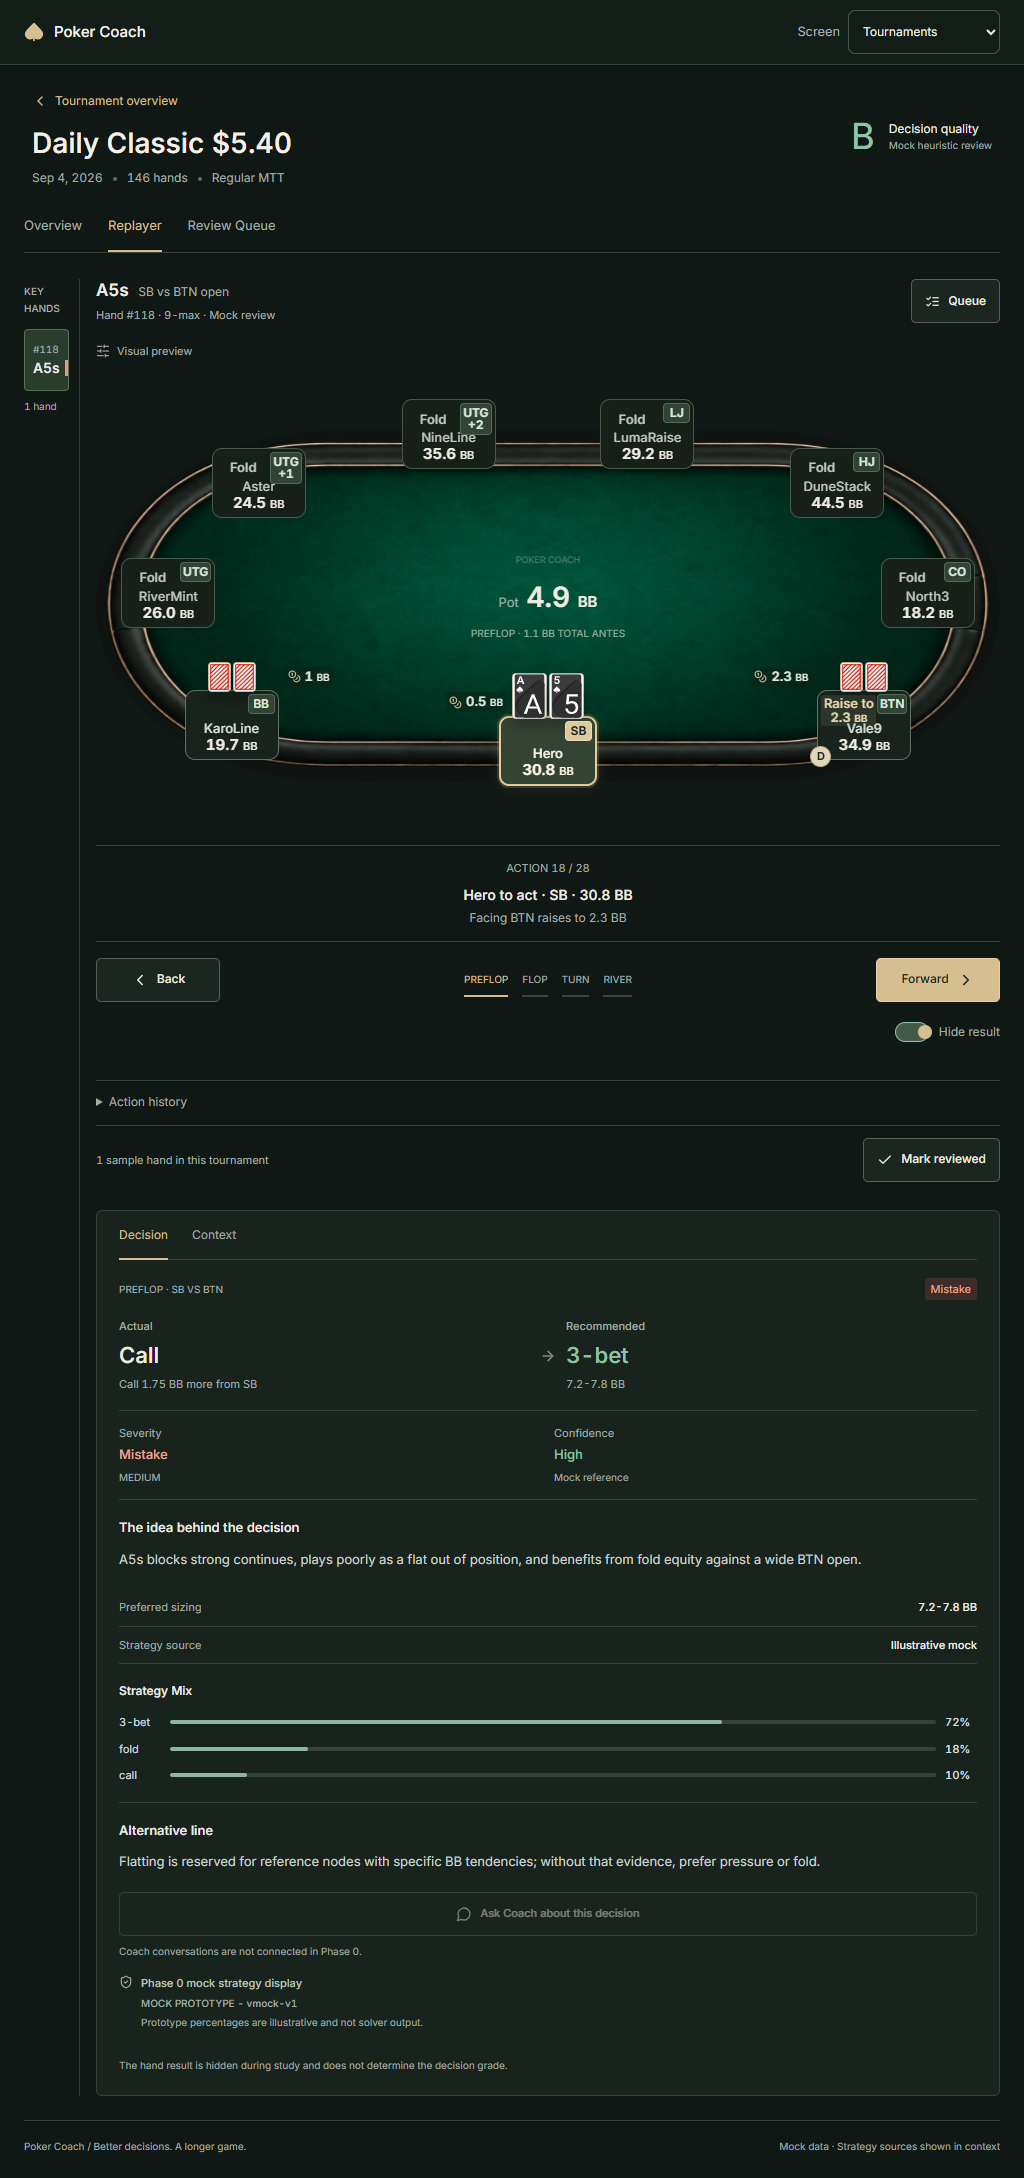 Poker Coach
Screen
Tournaments
Tournament overview
Daily Classic $5.40
Sep 4, 2026 • 146 hands • Regular MTT
B
Decision quality
Mock heuristic review
Overview
Replayer
Review Queue
KEY
HANDS
#118
A5s
1 hand
A5s SB vs BTN open
Hand #118 · 9-max · Mock review
Queue
Visual preview
Fold
UTG
+2
NineLine
35.6 BB
Fold
LJ
LumaRaise
29.2 BB
Fold
UTG
+1
Aster
24.5 BB
Fold
HJ
DuneStack
44.5 BB
Fold
UTG
RiverMint
26.0 BB
POKER COACH
Pot 4.9 BB
PREFLOP · 1.1 BB TOTAL ANTES
Fold
CO
North3
18.2 BB
1 BB
BB
KaroLine
19.7 BB
0.5 BB
A
A
5
5
SB
Hero
30.8 BB
2.3 BB
Raise to
2.3 BB
BTN
Vale9
34.9 BB
D
ACTION 18 / 28
Hero to act · SB · 30.8 BB
Facing BTN raises to 2.3 BB
Back
PREFLOP
FLOP
TURN
RIVER
Forward
Hide result
Action history
1 sample hand in this tournament
Mark reviewed
Decision
Context
PREFLOP · SB VS BTN
Mistake
Actual
Recommended
Call
3-bet
Call 1.75 BB more from SB
7.2-7.8 BB
Severity
Confidence
Mistake
High
MEDIUM
Mock reference
The idea behind the decision
A5s blocks strong continues, plays poorly as a flat out of position, and benefits from fold equity against a wide BTN open.
Preferred sizing
7.2-7.8 BB
Strategy source
Illustrative mock
Strategy Mix
3-bet 72%
fold 18%
call 10%
Alternative line
Flatting is reserved for reference nodes with specific BB tendencies; without that evidence, prefer pressure or fold.
Ask Coach about this decision
Coach conversations are not connected in Phase 0.
Phase 0 mock strategy display
MOCK PROTOTYPE - vmock-v1
Prototype percentages are illustrative and not solver output.
The hand result is hidden during study and does not determine the decision grade.
Poker Coach / Better decisions. A longer game.
Mock data · Strategy sources shown in context